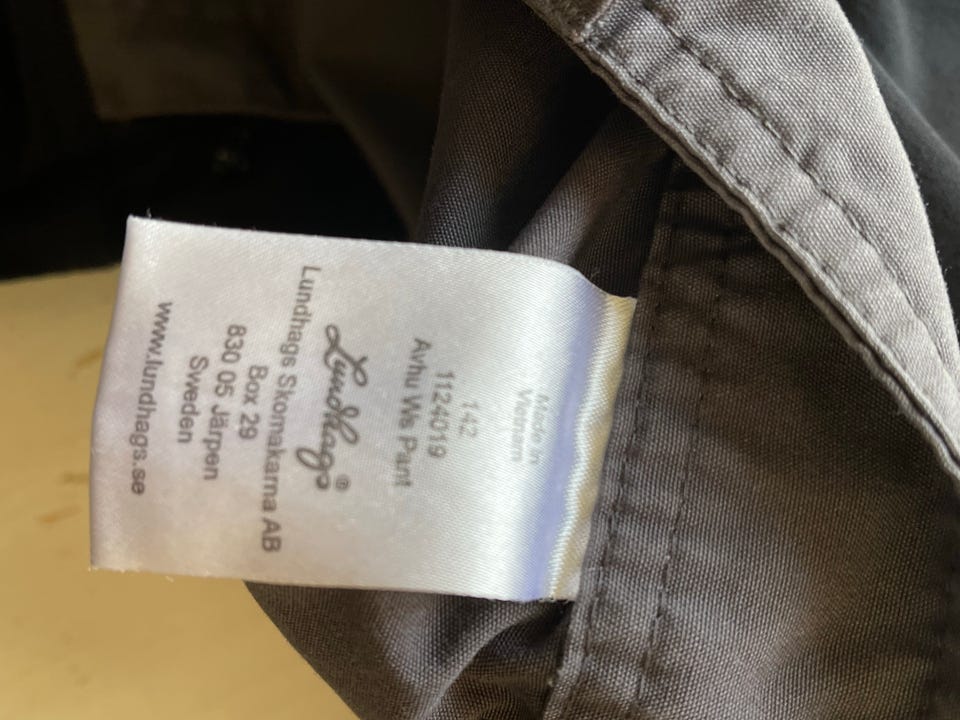 Made in
Vietnam
142
1124019
Avhu Ws Pant
Lundhags®
Lundhags Skomakarna AB
Box 29
830 05 Järpen
Sweden
www.lundhags.se